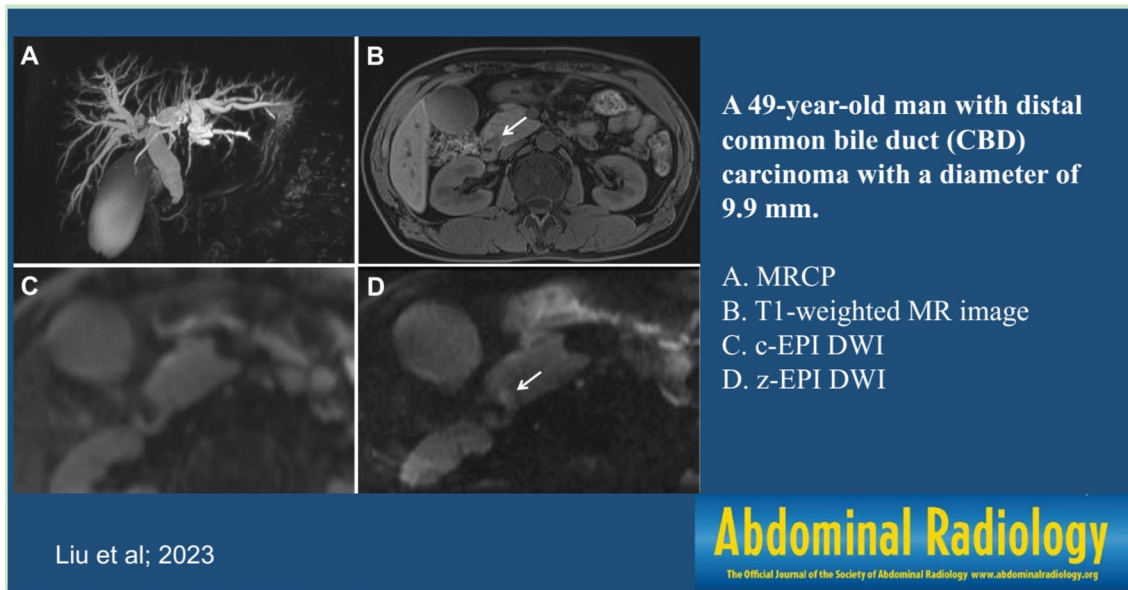 A
B
C
D
A 49-year-old man with distal
common bile duct (CBD)
carcinoma with a diameter of
9.9 mm.
A. MRCP
B. T1-weighted MR image
C. c-EPI DWI
D. z-EPI DWI
Liu et al; 2023
Abdominal Radiology
The Official Journal of the Society of Abdominal Radiology www.abdominalradiology.org